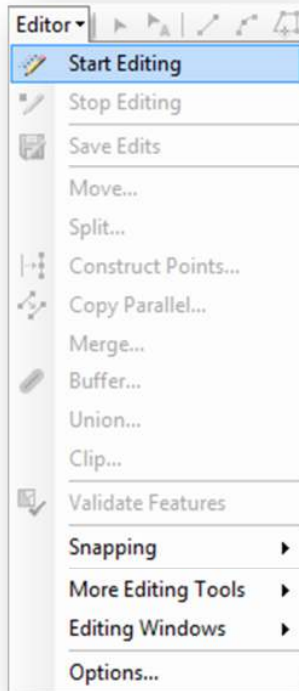 Editor
Start Editing
Stop Editing
Save Edits
Move...
Split...
Construct Points...
Copy Parallel...
Merge...
Buffer...
Union...
Clip...
Validate Features
Snapping
More Editing Tools
Editing Windows
Options...